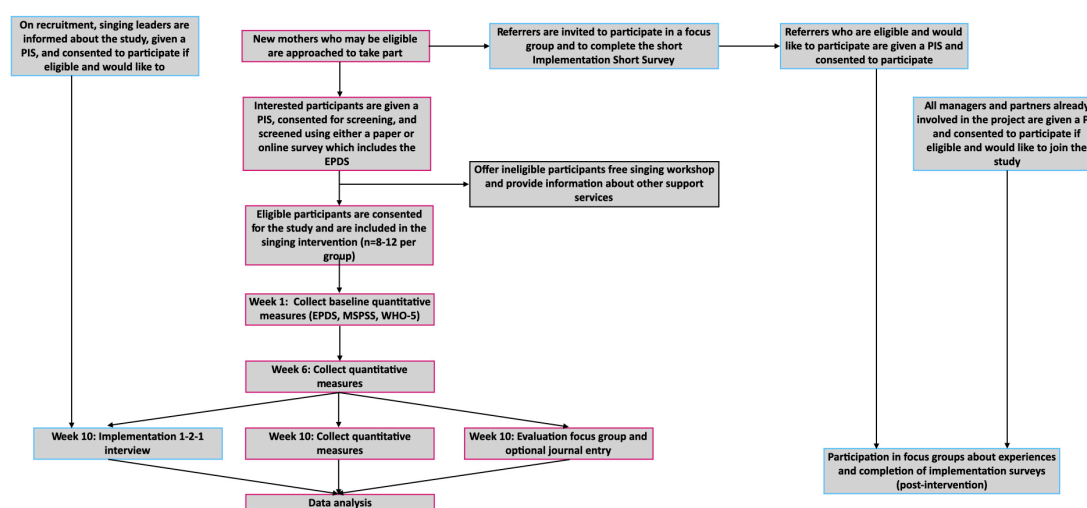 On recruitment, singing leaders are
informed about the study, given a
PIS, and consented to participate if
eligible and would like to
New mothers who may be eligible
are approached to take part
Referrers are invited to participate in a focus
group and to complete the short
Implementation Short Survey
Referrers who are eligible and would
like to participate are given a PIS and
consented to participate
Interested participants are given a
PIS, consented for screening, and
screened using either a paper or
online survey which includes the
EPDS
All managers and partners already
involved in the project are given a
and consented to participate if
eligible and would like to join the
study
Offer ineligible participants free singing workshop
and provide information about other support
services
Eligible participants are consented
for the study and are included in the
singing intervention (n=8-12 per
group)
Week 1: Collect baseline quantitative
measures (EPDS, MSPSS, WHO-5)
Week 6: Collect quantitative
measures
Week 10: Implementation 1-2-1
interview
Week 10: Collect quantitative
measures
Week 10: Evaluation focus group and
optional journal entry
Participation in focus groups about experiences
and completion of implementation surveys
(post-intervention)
Data analysis